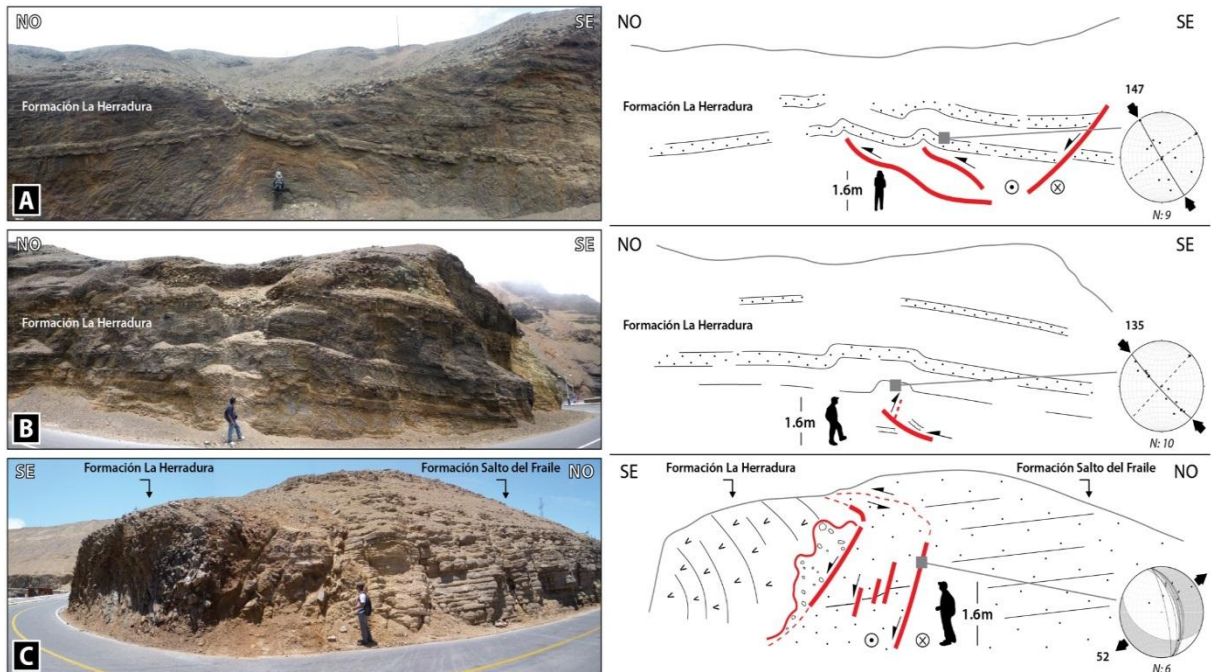 NO SE
Formación La Herradura
A
NO SE
Formación La Herradura
147
1.6m
N: 9
NO SE
Formación La Herradura
B
NO SE
Formación La Herradura
135
1.6m
N: 10
SE Formación La Herradura Formación Salto del Fraile NO
C
SE Formación La Herradura Formación Salto del Fraile NO
1.6m
52
N: 6